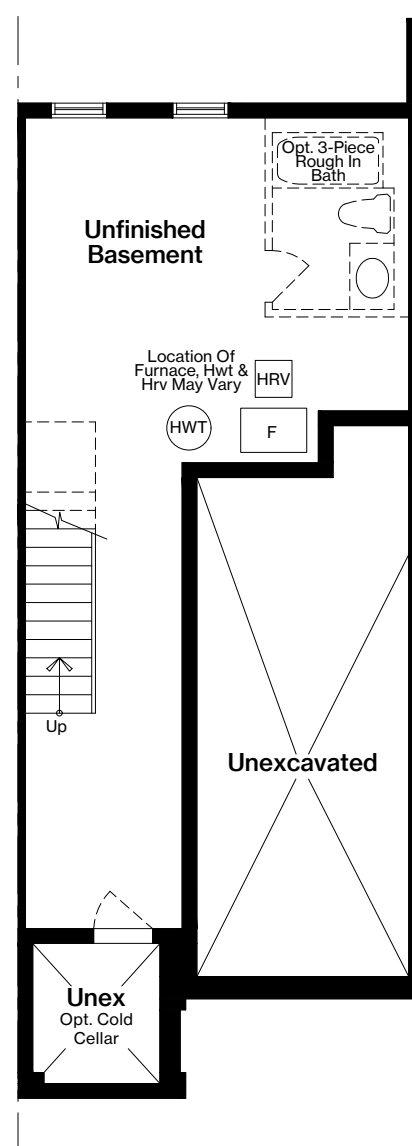 Opt. 3-Piece
Rough In
Bath
Unfinished
Basement
Location Of
Furnace, Hwt &
Hrv May Vary
HRV
HWT
F
Up
Unexcavated
Unex
Opt. Cold
Cellar